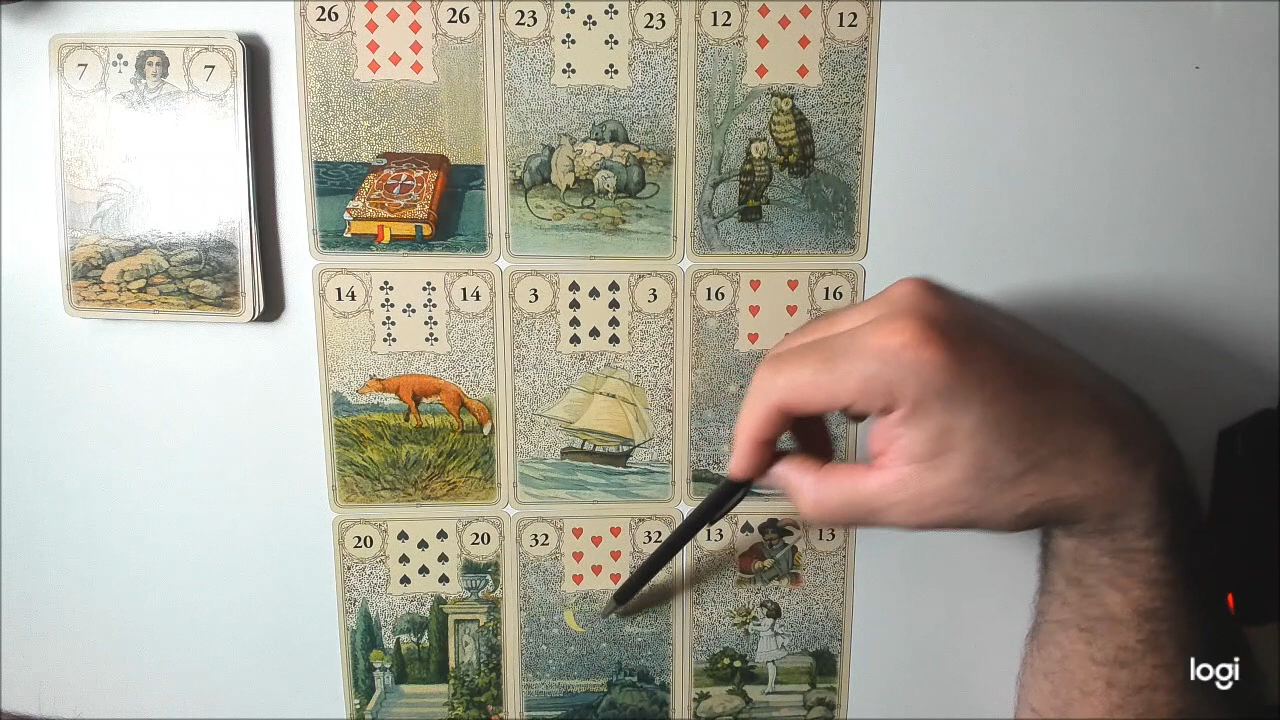 26 26 23 23 12 12
7 7
14 14 3 3 16 16
20 20 32 32 13 13
logi